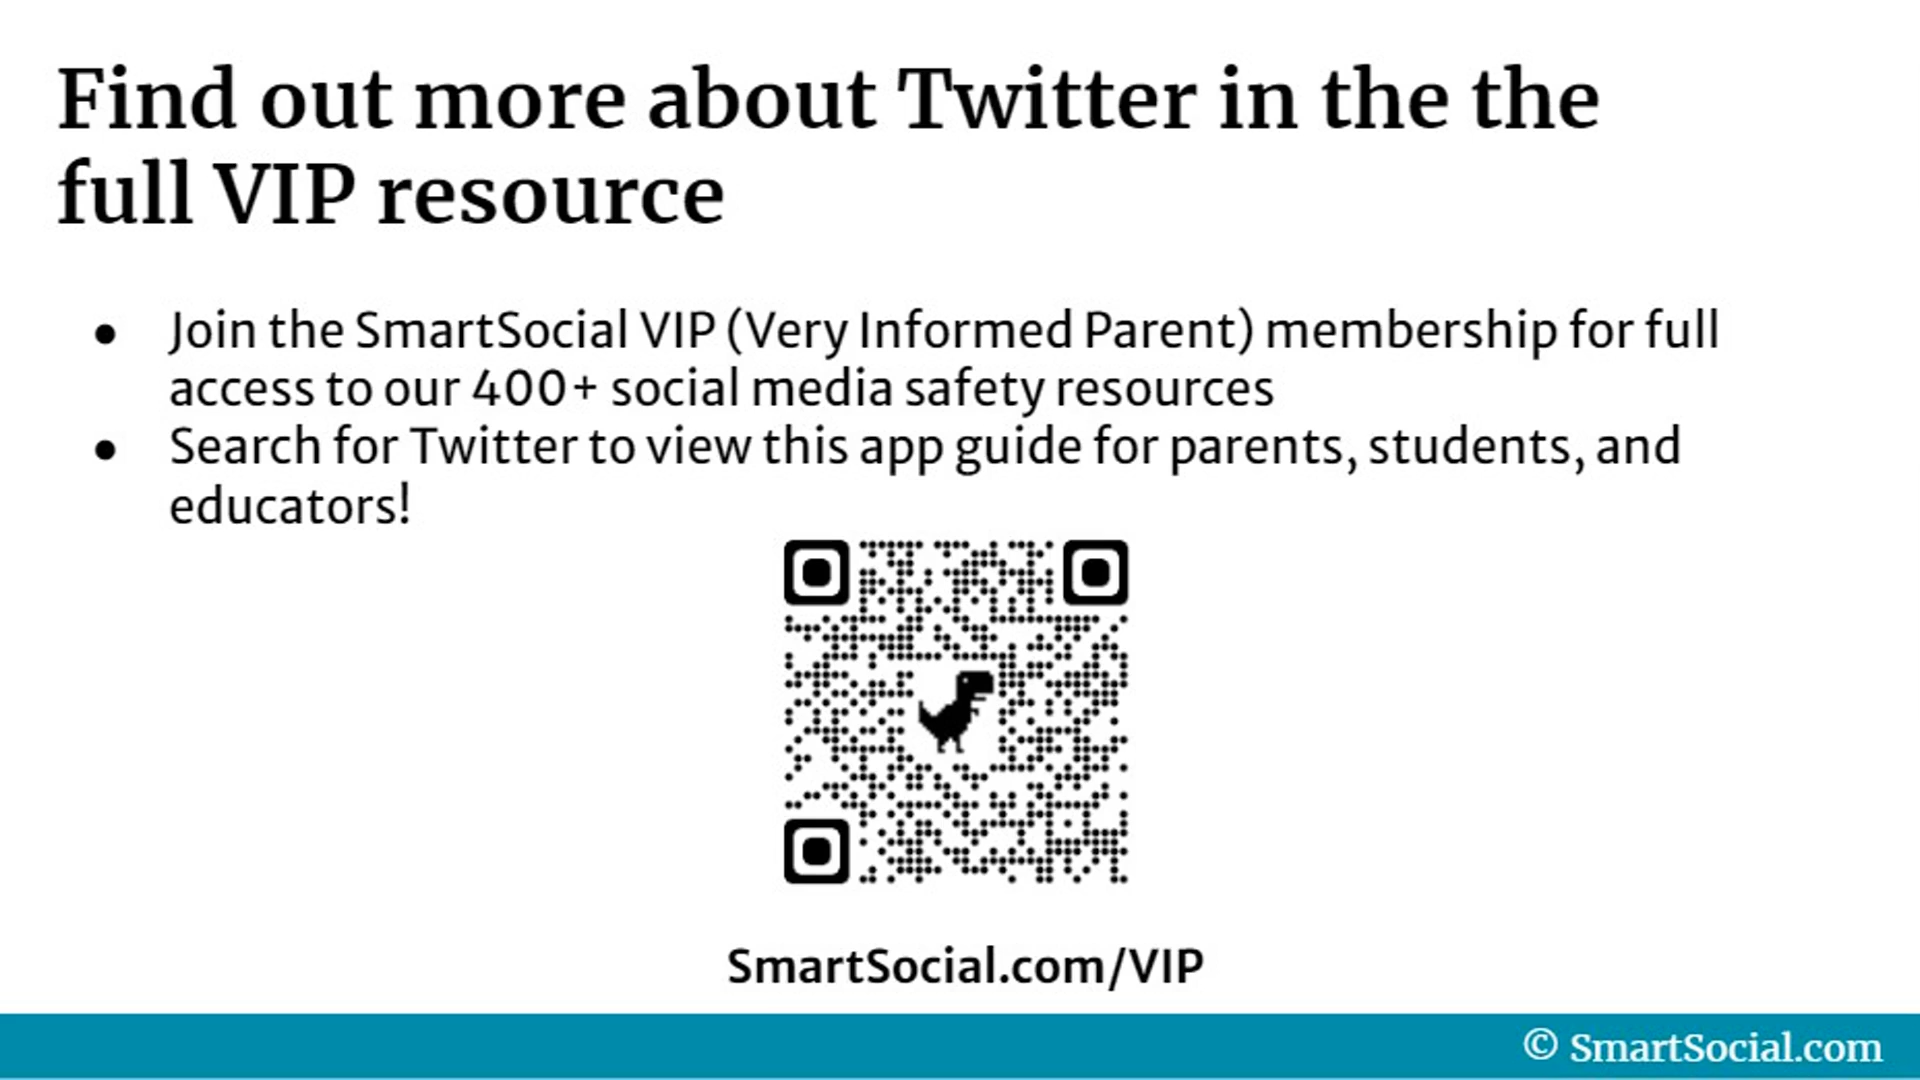 Find out more about Twitter in the the
full VIP resource
● Join the SmartSocial VIP (Very Informed Parent) membership for full
access to our 400+ social media safety resources
● Search for Twitter to view this app guide for parents, students, and
educators!
SmartSocial.com/VIP
© SmartSocial.com